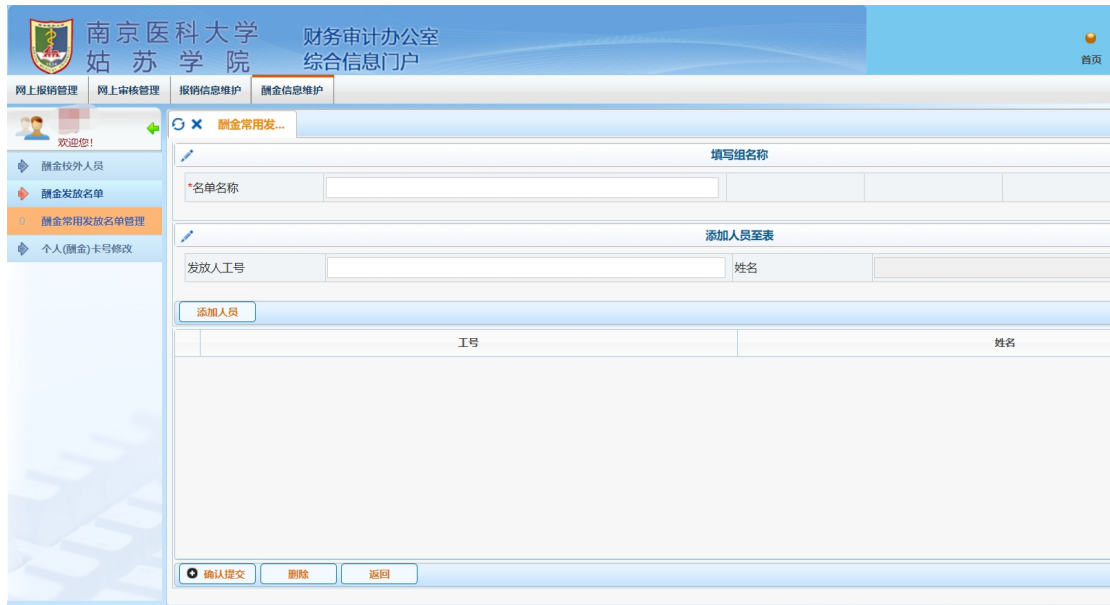 南京医科大学
姑苏学院
财务审计办公室
综合信息门户
首页
网上报销管理 网上审核管理 报销信息维护 酬金信息维护
欢迎您!
酬金常用发...
酬金校外人员
酬金发放名单
酬金常用发放名单管理
个人(酬金)卡号修改
填写组名称
*名单名称
添加人员至表
发放人工号 姓名
添加人员
工号 姓名
确认提交 删除 返回